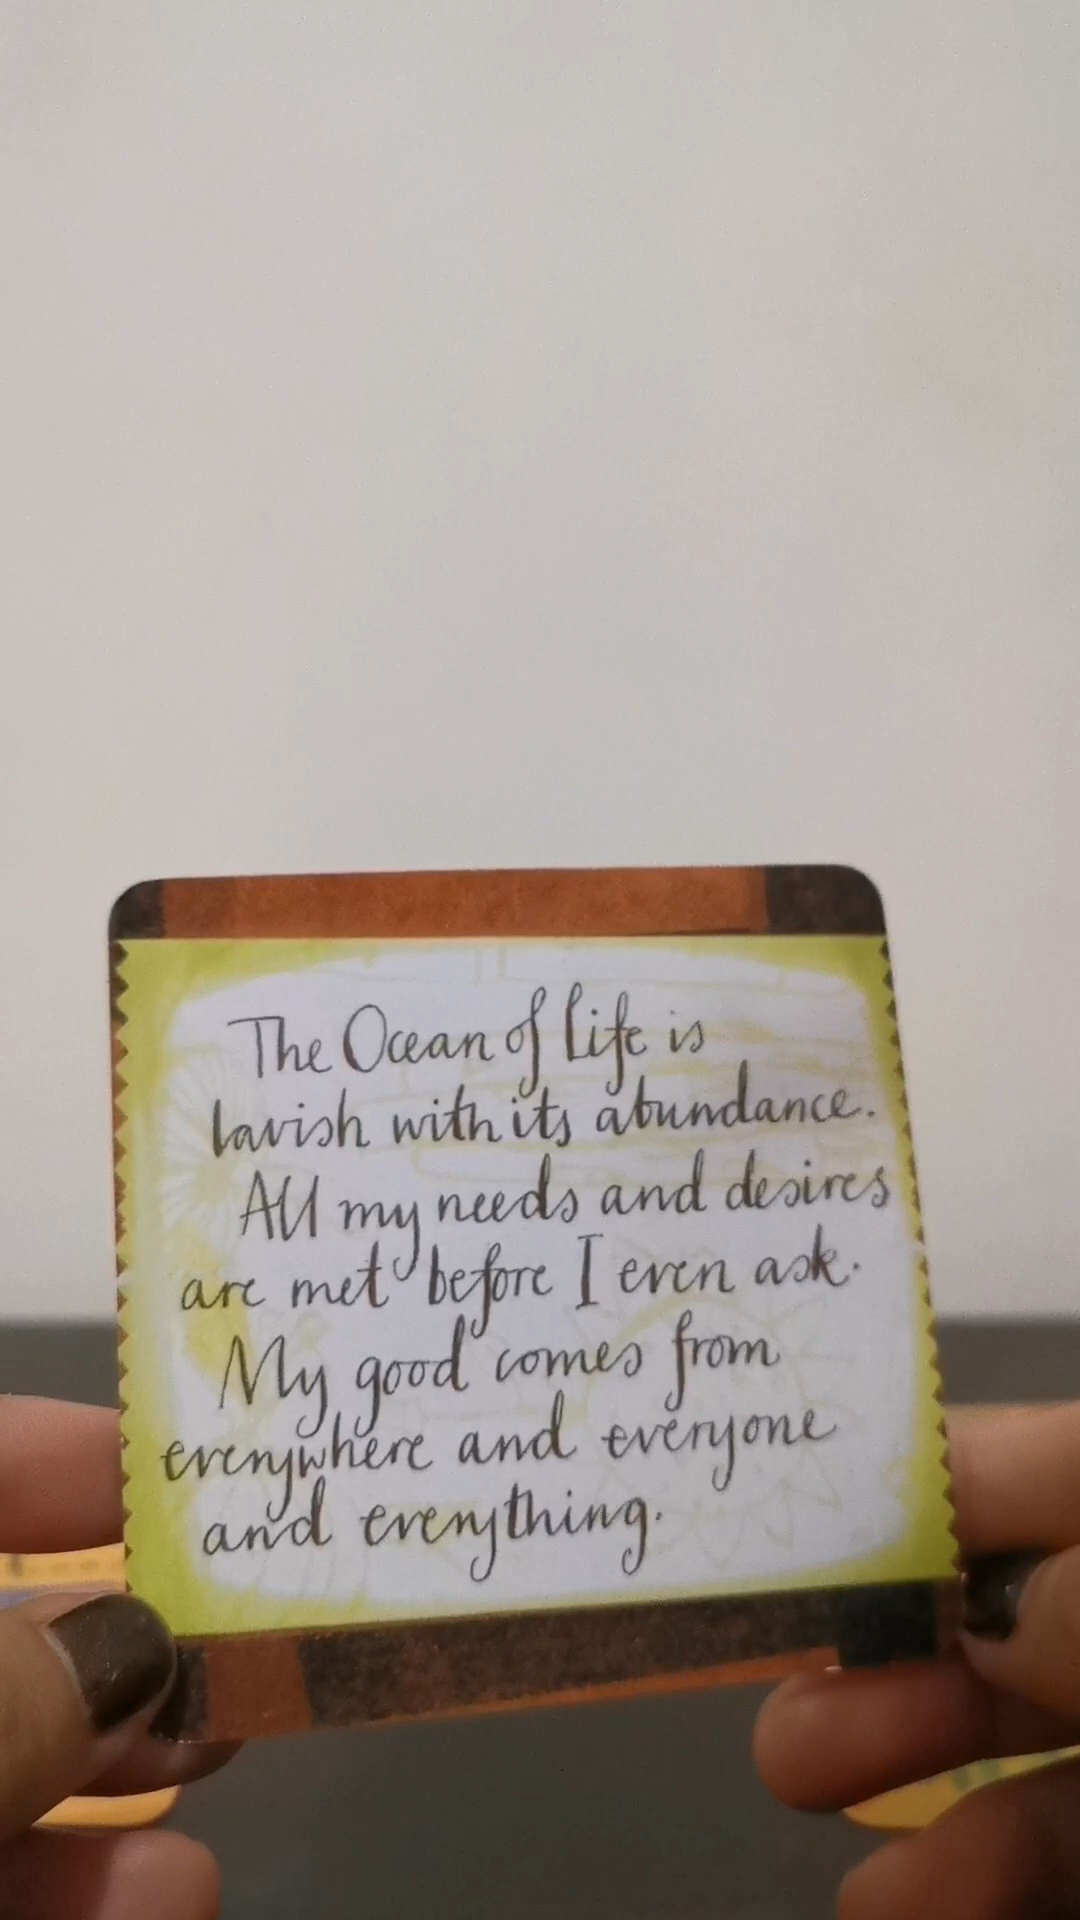 The Ocean of Life is
lavish with its abundance.
All my needs and desires
are met before I even ask.
My good comes from
everywhere and everyone
and everything.